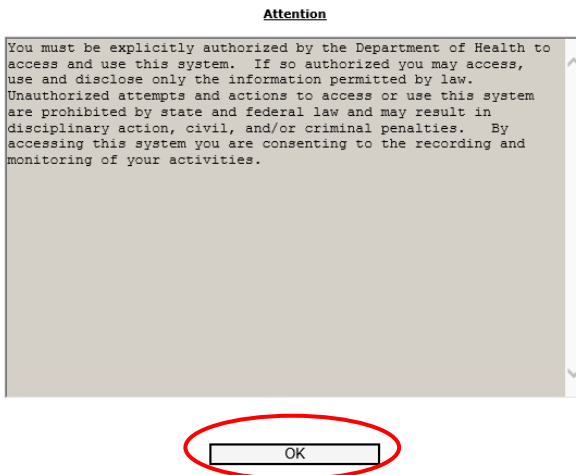 Attention
You must be explicitly authorized by the Department of Health to
access and use this system.  If so authorized you may access,
use and disclose only the information permitted by law.
Unauthorized attempts and actions to access or use this system
are prohibited by state and federal law and may result in
disciplinary action, civil, and/or criminal penalties.   By
accessing this system you are consenting to the recording and
monitoring of your activities.
OK